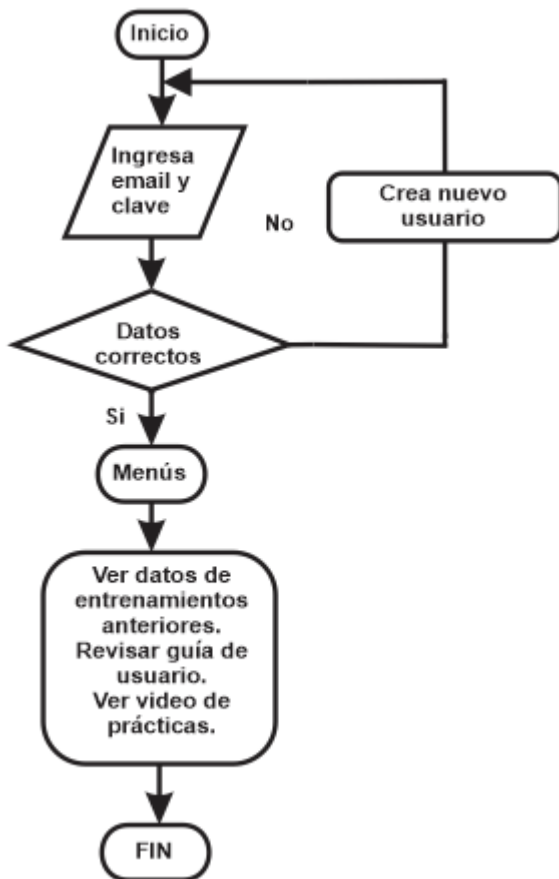 Inicio
Ingresa
email y
clave
No
Crea nuevo
usuario
Datos
correctos
Si
Menús
Ver datos de
entrenamientos
anteriores.
Revisar guía de
usuario.
Ver video de
prácticas.
FIN